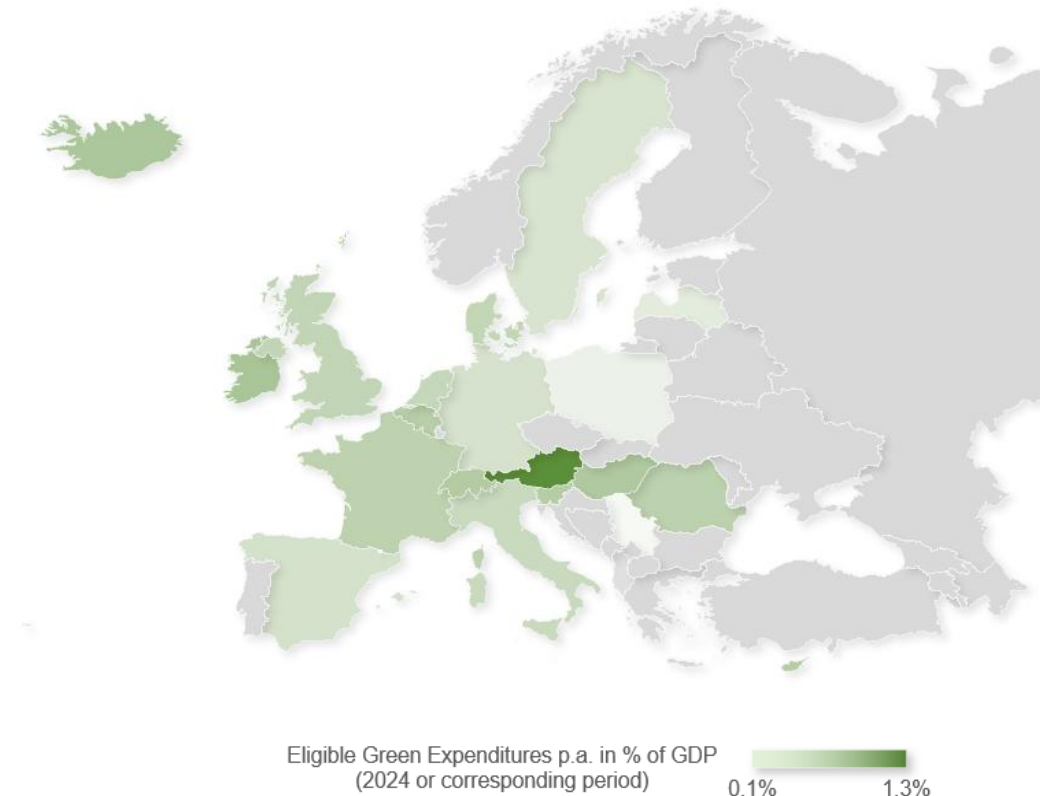 Eligible Green Expenditures p.a. in % of GDP
(2024 or corresponding period)
0.1%
1.3%